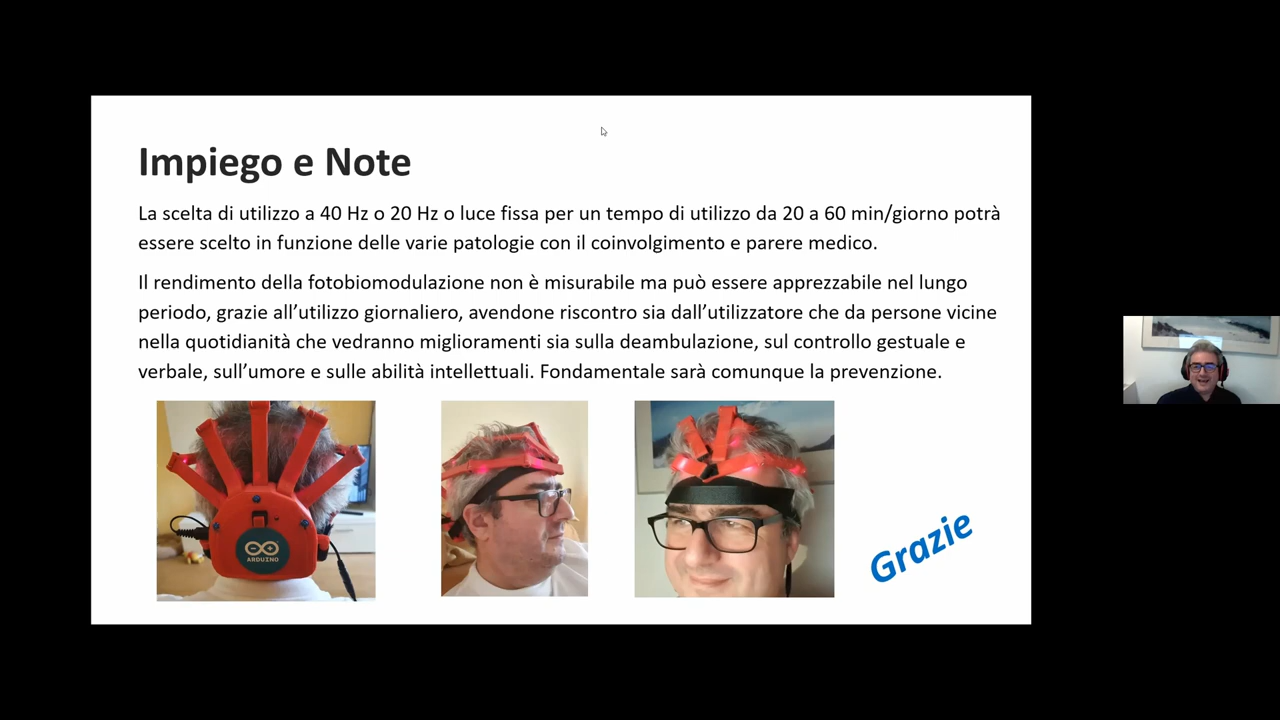 Impiego e Note
La scelta di utilizzo a 40 Hz o 20 Hz o luce fissa per un tempo di utilizzo da 20 a 60 min/giorno potrà
essere scelto in funzione delle varie patologie con il coinvolgimento e parere medico.
Il rendimento della fotobiomodulazione non è misurabile ma può essere apprezzabile nel lungo
periodo, grazie all’utilizzo giornaliero, avendone riscontro sia dall’utilizzatore che da persone vicine
nella quotidianità che vedranno miglioramenti sia sulla deambulazione, sul controllo gestuale e
verbale, sull’umore e sulle abilità intellettuali. Fondamentale sarà comunque la prevenzione.
ARDUINO
Grazie